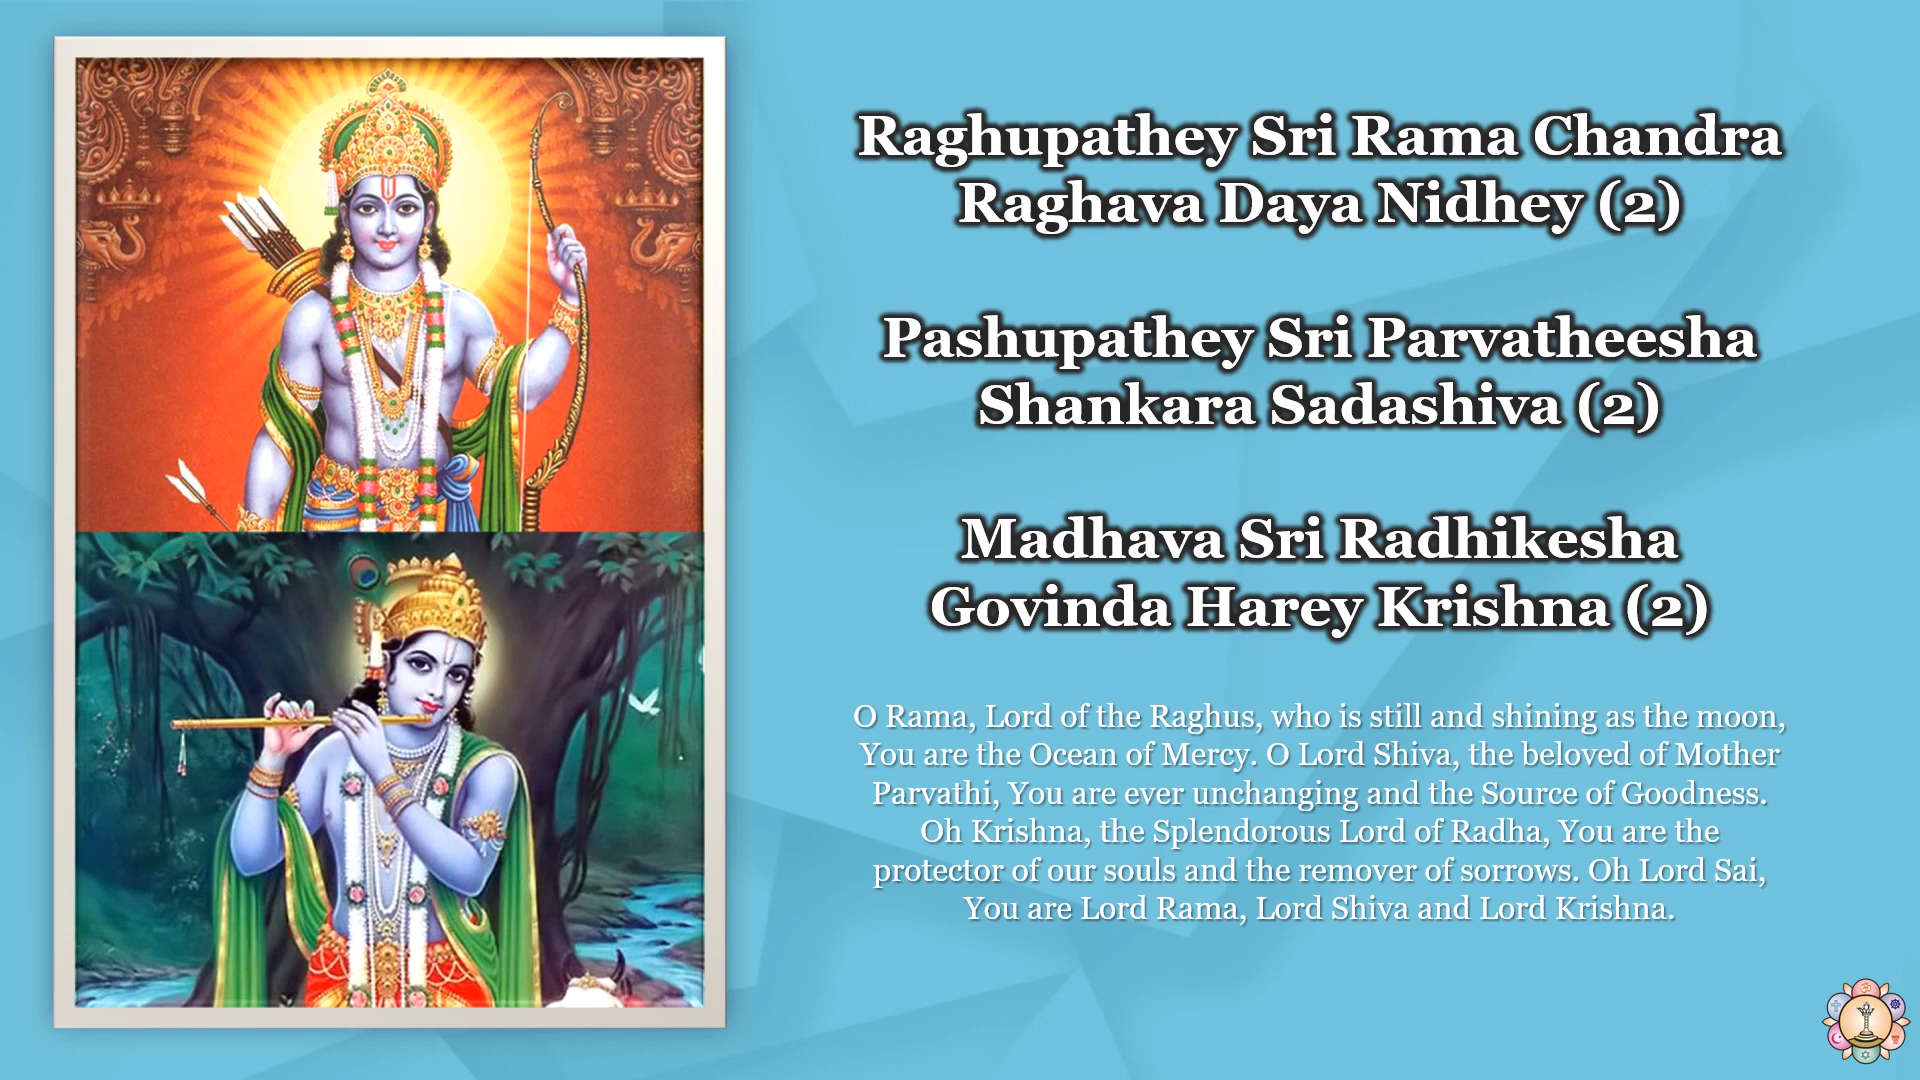 Raghupathey Sri Rama Chandra
Raghava Daya Nidhey (2)
Pashupathey Sri Parvatheesha
Shankara Sadashiva (2)
Madhava Sri Radhikesha
Govinda Harey Krishna (2)
O Rama, Lord of the Raghus, who is still and shining as the moon,
You are the Ocean of Mercy. O Lord Shiva, the beloved of Mother
Parvathi, You are ever unchanging and the Source of Goodness.
Oh Krishna, the Splendorous Lord of Radha, You are the
protector of our souls and the remover of sorrows. Oh Lord Sai,
You are Lord Rama, Lord Shiva and Lord Krishna.